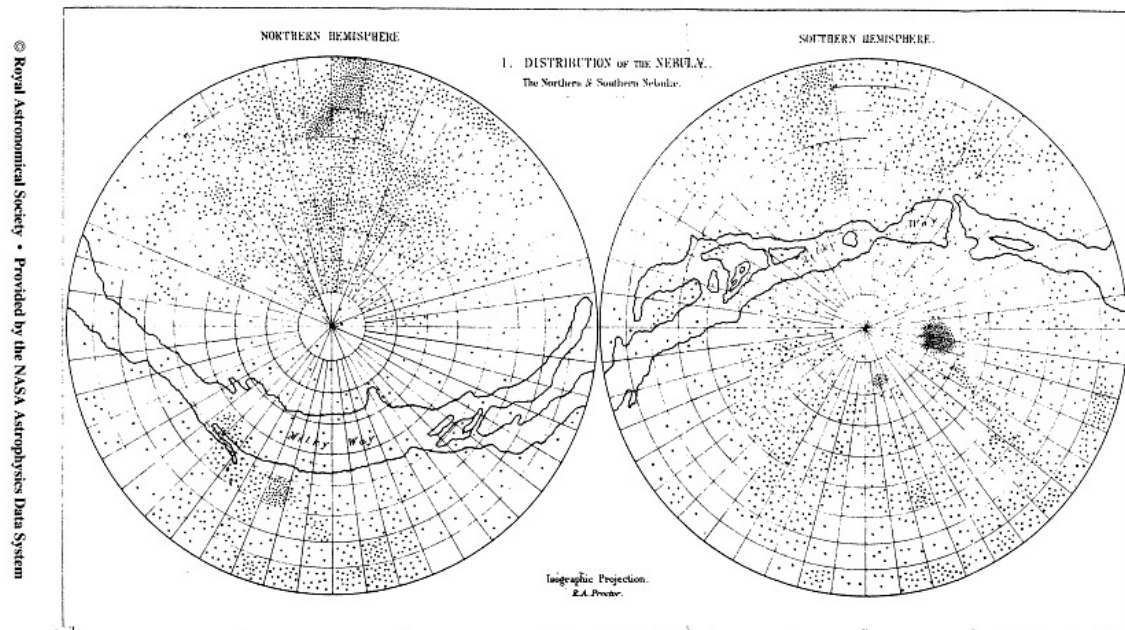 © Royal Astronomical Society • Provided by the NASA Astrophysics Data System
NORTHERN HEMISPHERE
SOUTHERN HEMISPHERE.
1. DISTRIBUTION OF THE NEBULÆ.
The Northern & Southern Nebulæ.
Way
Milky Way
Isographic Projection.
R.A. Proctor.